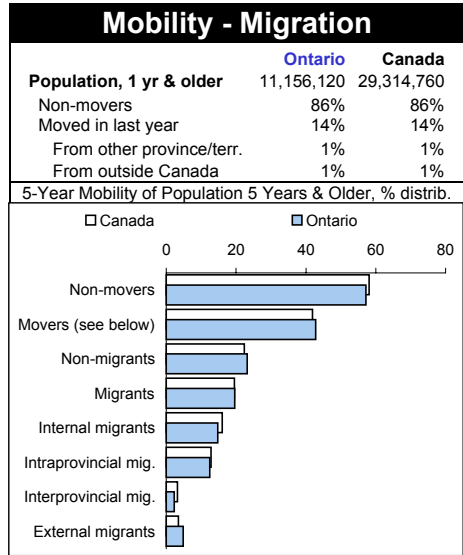 Mobility - Migration
Ontario Canada
Population, 1 yr & older 11,156,120 29,314,760
Non-movers 86% 86%
Moved in last year 14% 14%
From other province/terr. 1% 1%
From outside Canada 1% 1%
5-Year Mobility of Population 5 Years & Older, % distrib.
Canada Ontario
0 20 40 60 80
Non-movers
Movers (see below)
Non-migrants
Migrants
Internal migrants
Intraprovincial mig.
Interprovincial mig.
External migrants